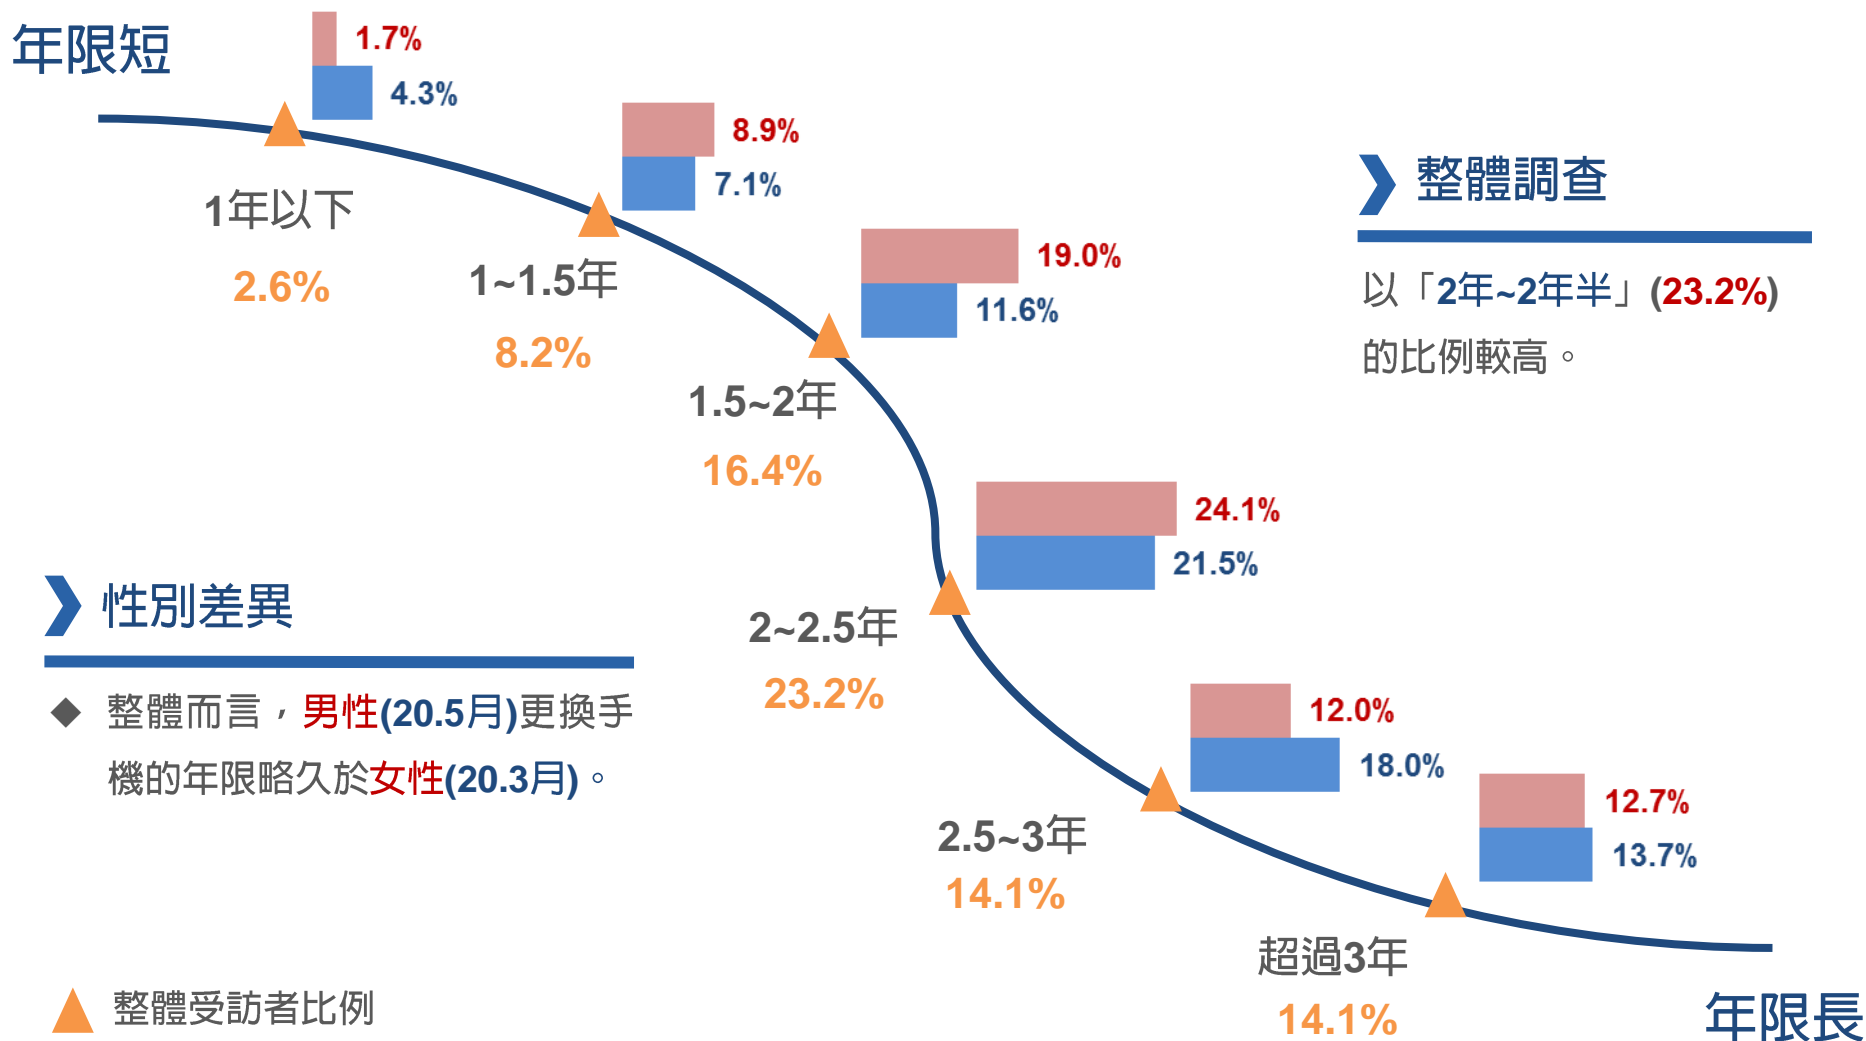 年限短
1.7%
4.3%
1年以下
2.6%
8.9%
7.1%
1~1.5年
8.2%
19.0%
11.6%
1.5~2年
16.4%
整體調查
以「2年~2年半」(23.2%)
的比例較高。
24.1%
21.5%
2~2.5年
23.2%
性別差異
◆ 整體而言，男性(20.5月)更換手
機的年限略久於女性(20.3月)。
12.0%
18.0%
2.5~3年
14.1%
12.7%
13.7%
超過3年
14.1%
整體受訪者比例
年限長